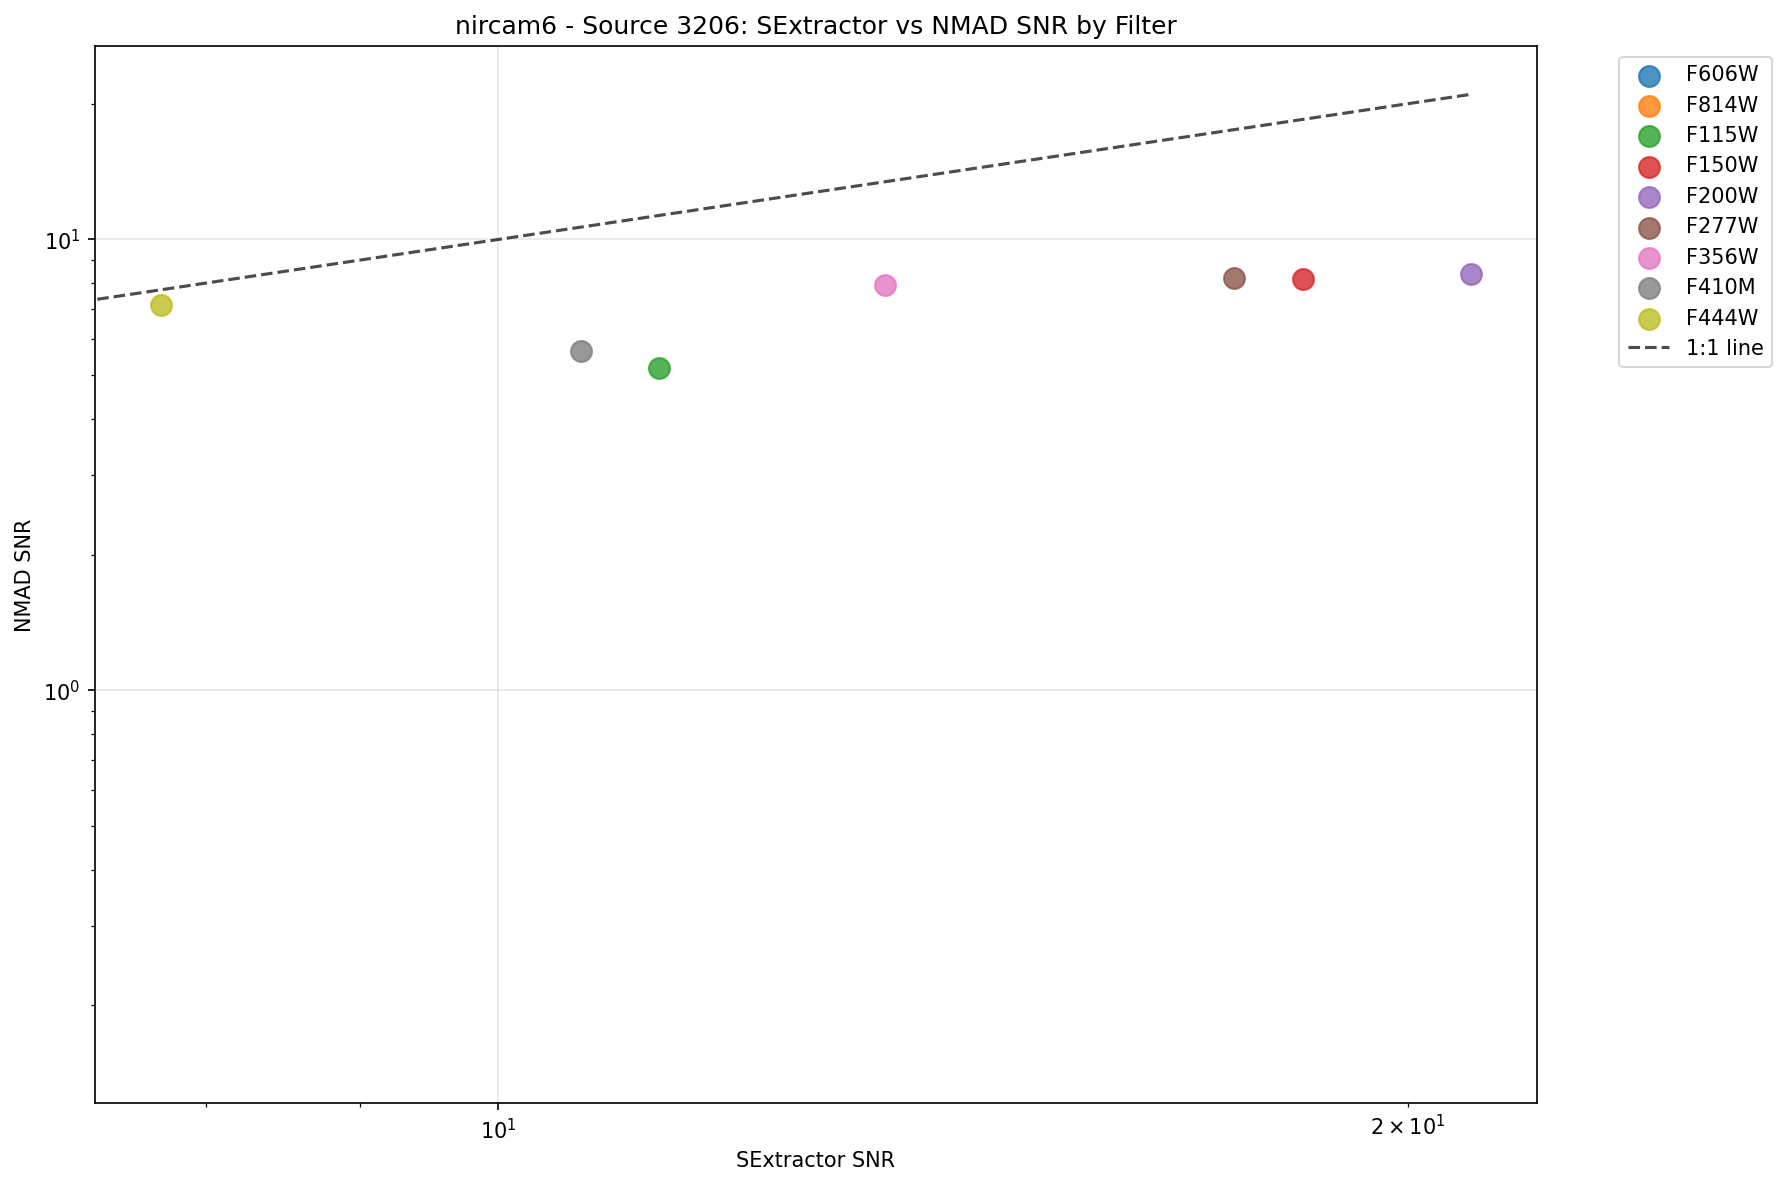 nircam6 - Source 3206: SExtractor vs NMAD SNR by Filter
F606W
F814W
F115W
F150W
F200W
F277W
F356W
F410M
F444W
1:1 line
NMAD SNR
10¹
10⁰
10¹
2 × 10¹
SExtractor SNR